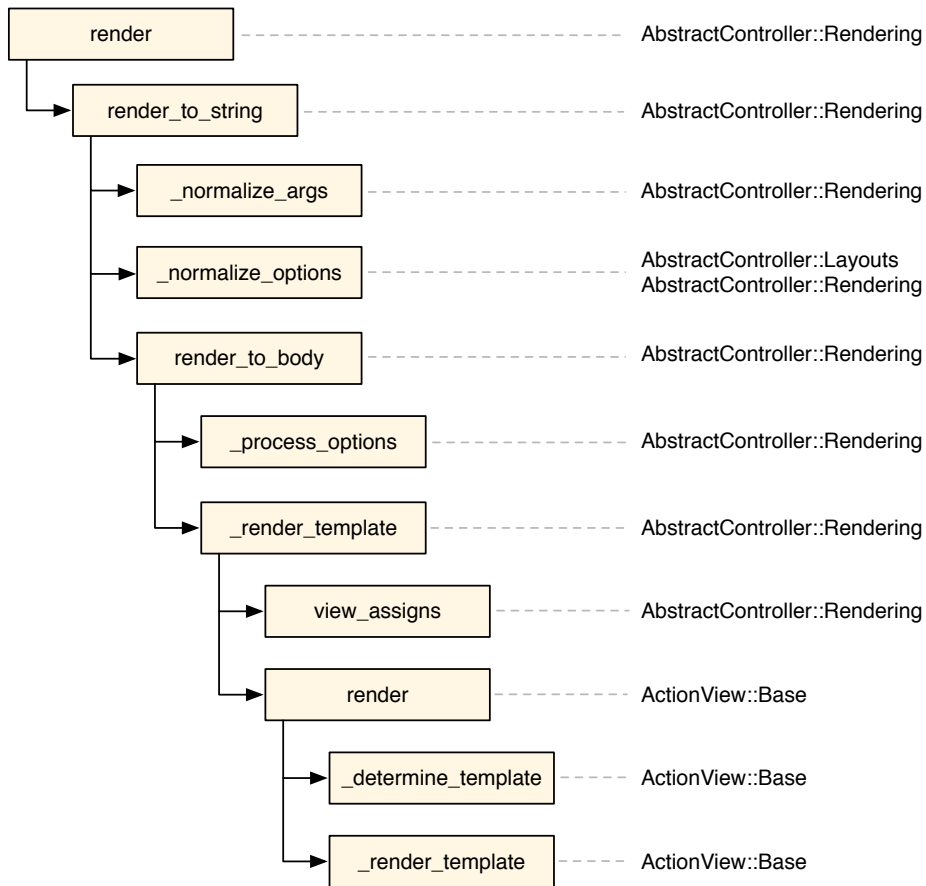 render
AbstractController::Rendering
render_to_string
AbstractController::Rendering
_normalize_args
AbstractController::Rendering
_normalize_options
AbstractController::Layouts
AbstractController::Rendering
render_to_body
AbstractController::Rendering
_process_options
AbstractController::Rendering
_render_template
AbstractController::Rendering
view_assigns
AbstractController::Rendering
render
ActionView::Base
_determine_template
ActionView::Base
_render_template
ActionView::Base